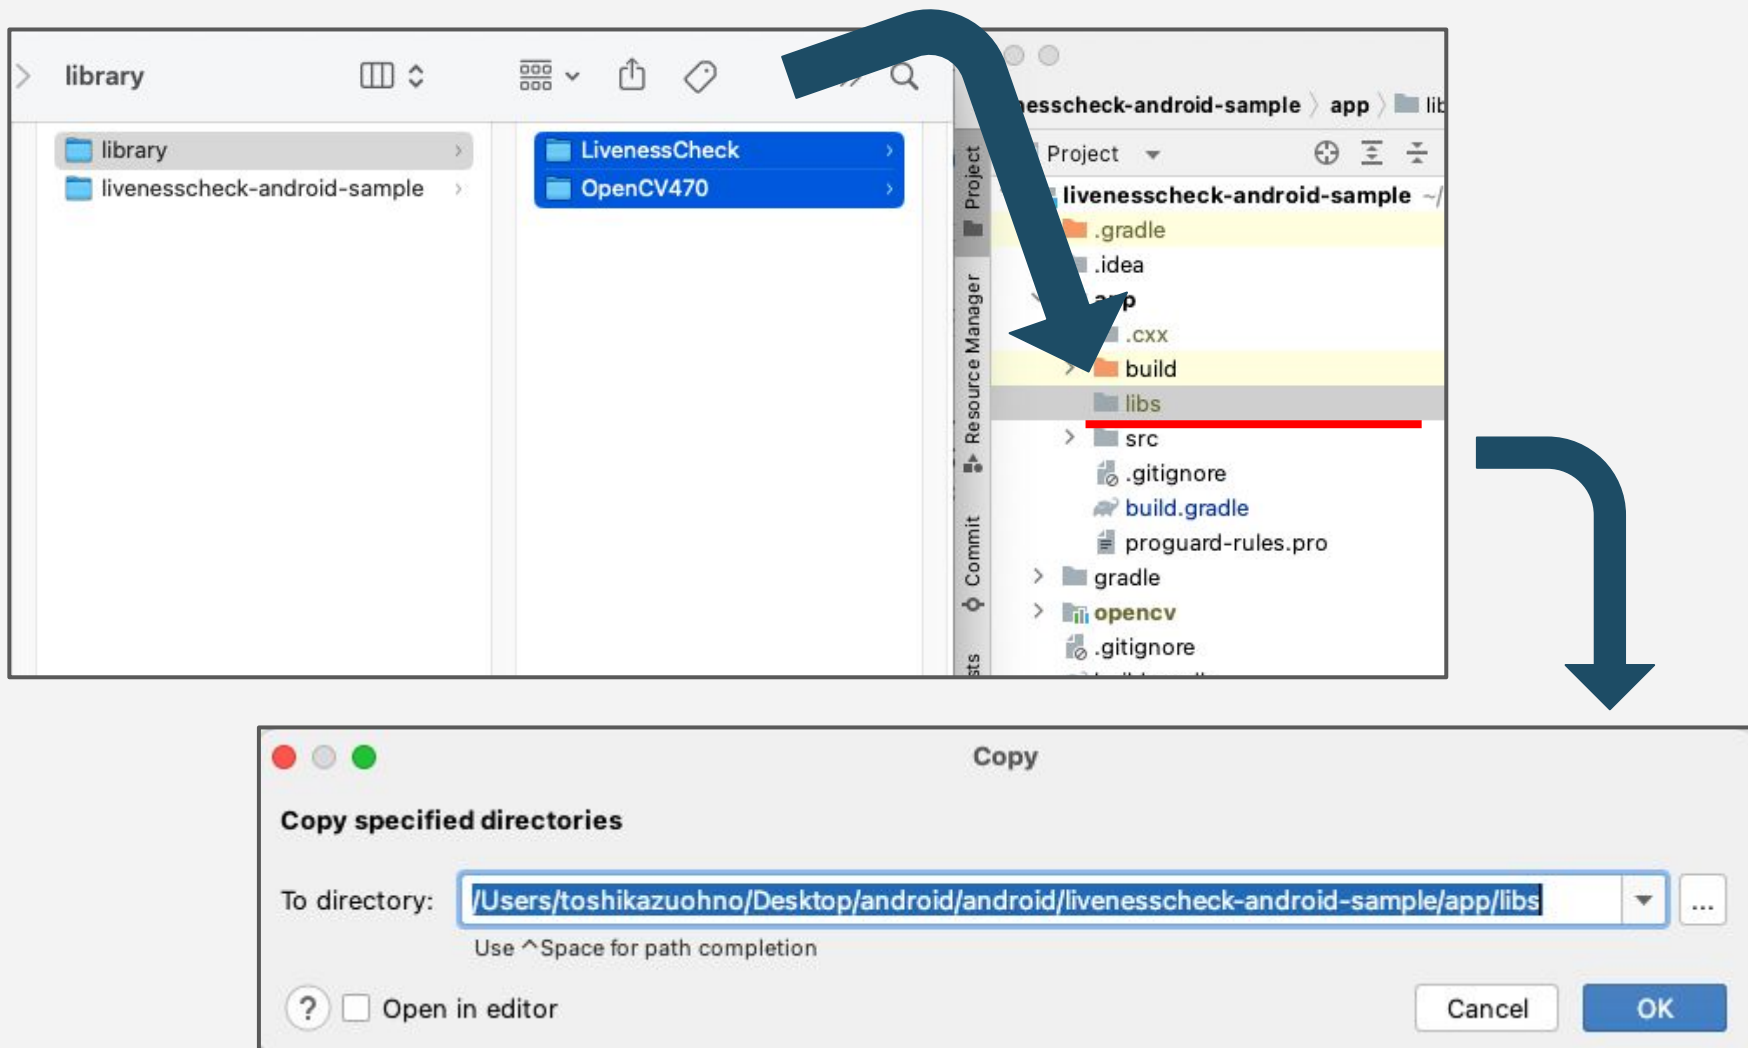 library
library
livenesscheck-android-sample
LivenessCheck
OpenCV470
nesscheck-android-sample
app
lib
Project
Project
livenesscheck-android-sample ~/
.gradle
.idea
app
.cxx
build
libs
src
.gitignore
build.gradle
proguard-rules.pro
gradle
opencv
.gitignore
Resource Manager
Commit
Copy
Copy specified directories
To directory:
/Users/toshikazuohno/Desktop/android/android/livenesscheck-android-sample/app/libs
...
Use ^Space for path completion
?
Open in editor
Cancel
OK